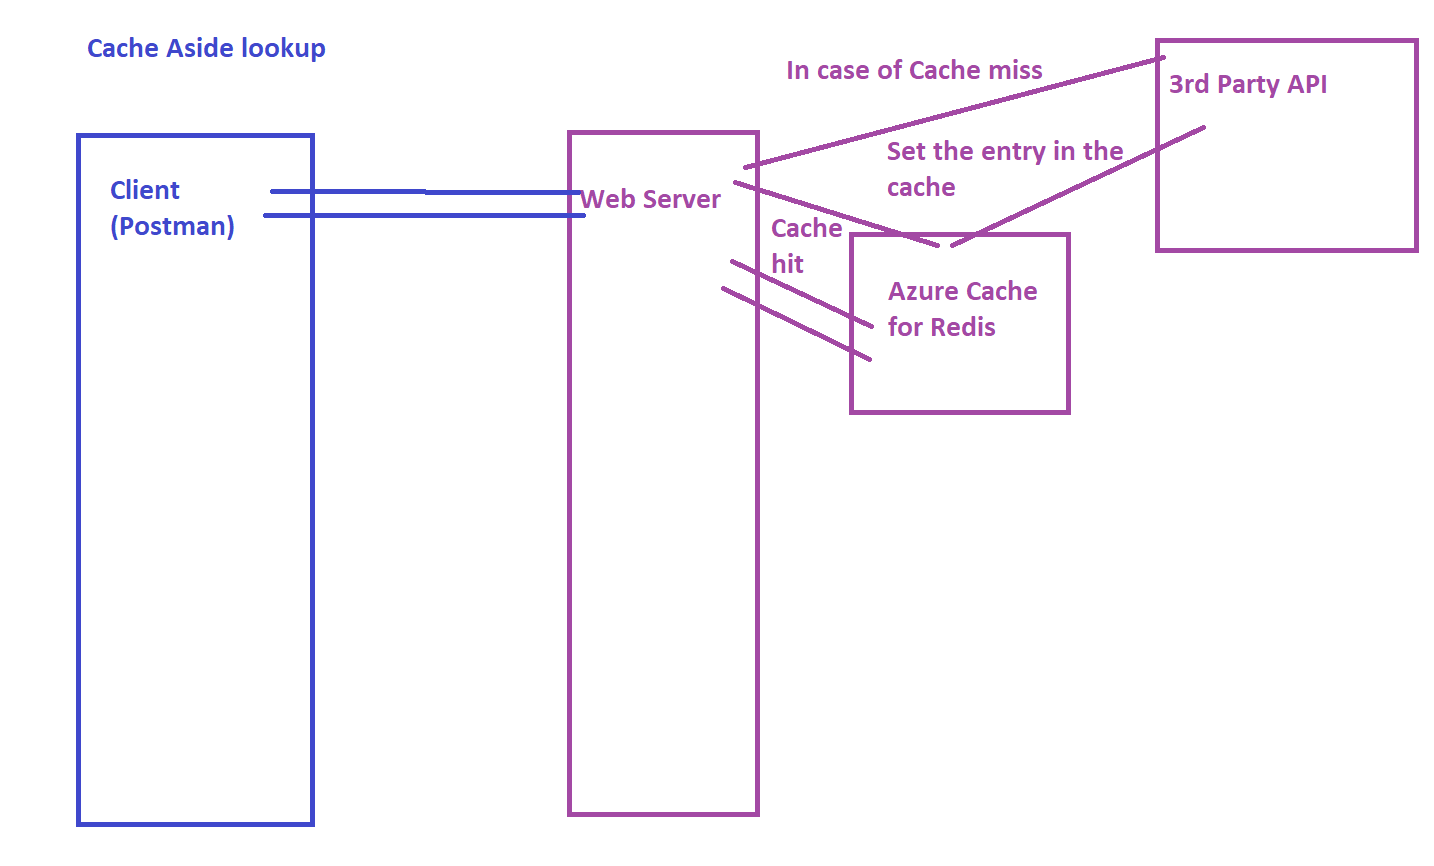 Cache Aside lookup
In case of Cache miss
3rd Party API
Set the entry in the
cache
Client
(Postman)
Web Server
Cache
hit
Azure Cache
for Redis